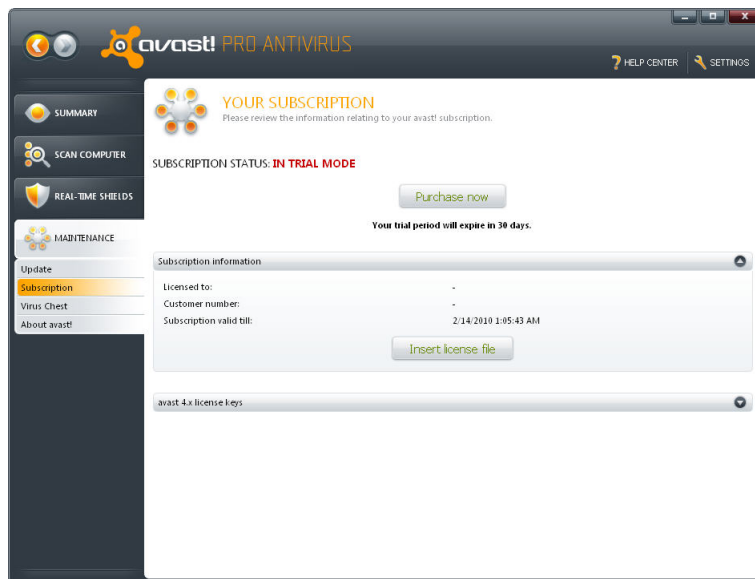 avast! PRO ANTIVIRUS
HELP CENTER
SETTINGS
SUMMARY
SCAN COMPUTER
REAL-TIME SHIELDS
MAINTENANCE
Update
Subscription
Virus Chest
About avast!
YOUR SUBSCRIPTION
Please review the information relating to your avast! subscription.
SUBSCRIPTION STATUS: IN TRIAL MODE
Purchase now
Your trial period will expire in 30 days.
Subscription information
Licensed to: -
Customer number: -
Subscription valid till: 2/14/2010 1:05:43 AM
Insert license file
avast 4.x license keys